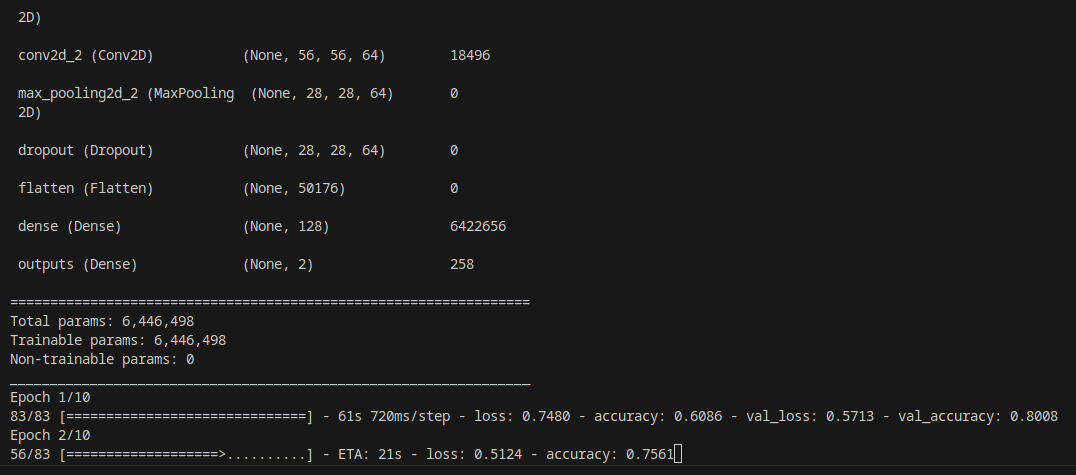 2D)
conv2d_2 (Conv2D) (None, 56, 56, 64) 18496
max_pooling2d_2 (MaxPooling (None, 28, 28, 64) 0
2D)
dropout (Dropout) (None, 28, 28, 64) 0
flatten (Flatten) (None, 50176) 0
dense (Dense) (None, 128) 6422656
outputs (Dense) (None, 2) 258
=================================================================
Total params: 6,446,498
Trainable params: 6,446,498
Non-trainable params: 0
_________________________________________________________________
Epoch 1/10
83/83 [==============================] - 61s 720ms/step - loss: 0.7480 - accuracy: 0.6086 - val_loss: 0.5713 - val_accuracy: 0.8008
Epoch 2/10
56/83 [===================>..........] - ETA: 21s - loss: 0.5124 - accuracy: 0.7561